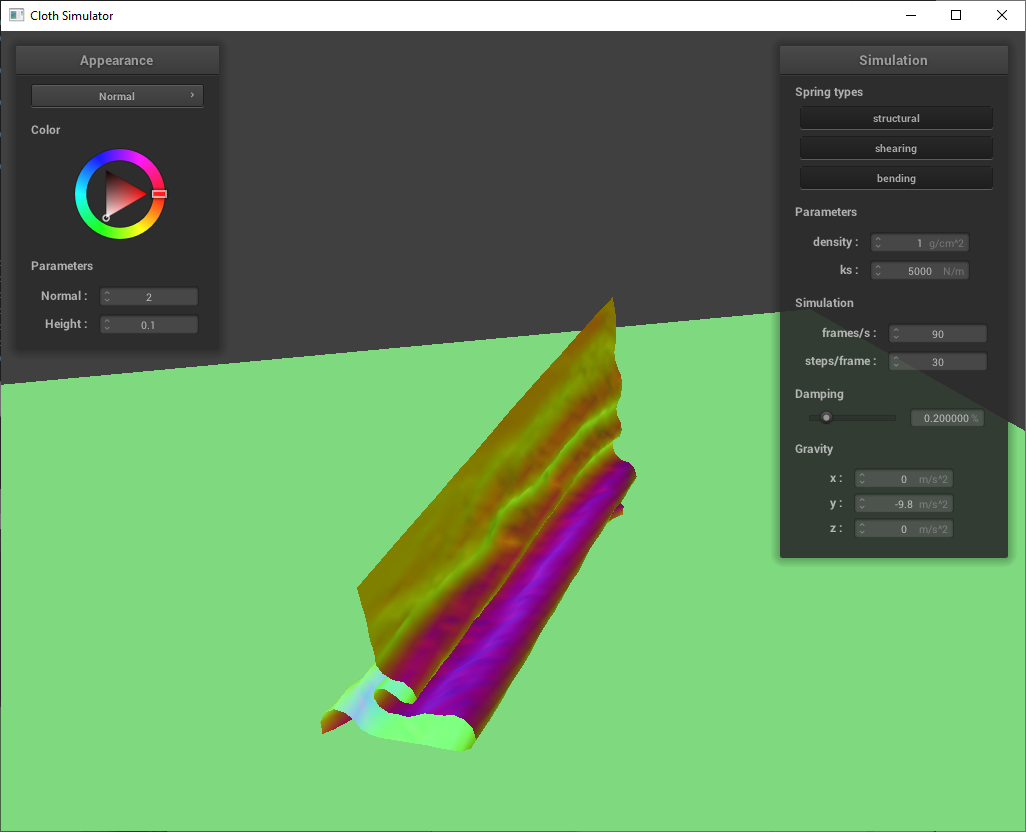 Cloth Simulator
Appearance
Normal
Color
Parameters
Normal : 2
Height : 0.1
Simulation
Spring types
structural
shearing
bending
Parameters
density : 1 g/cm^2
ks : 5000 N/m
Simulation
frames/s : 90
steps/frame : 30
Damping
0.200000 %
Gravity
x : 0 m/s^2
y : -9.8 m/s^2
z : 0 m/s^2